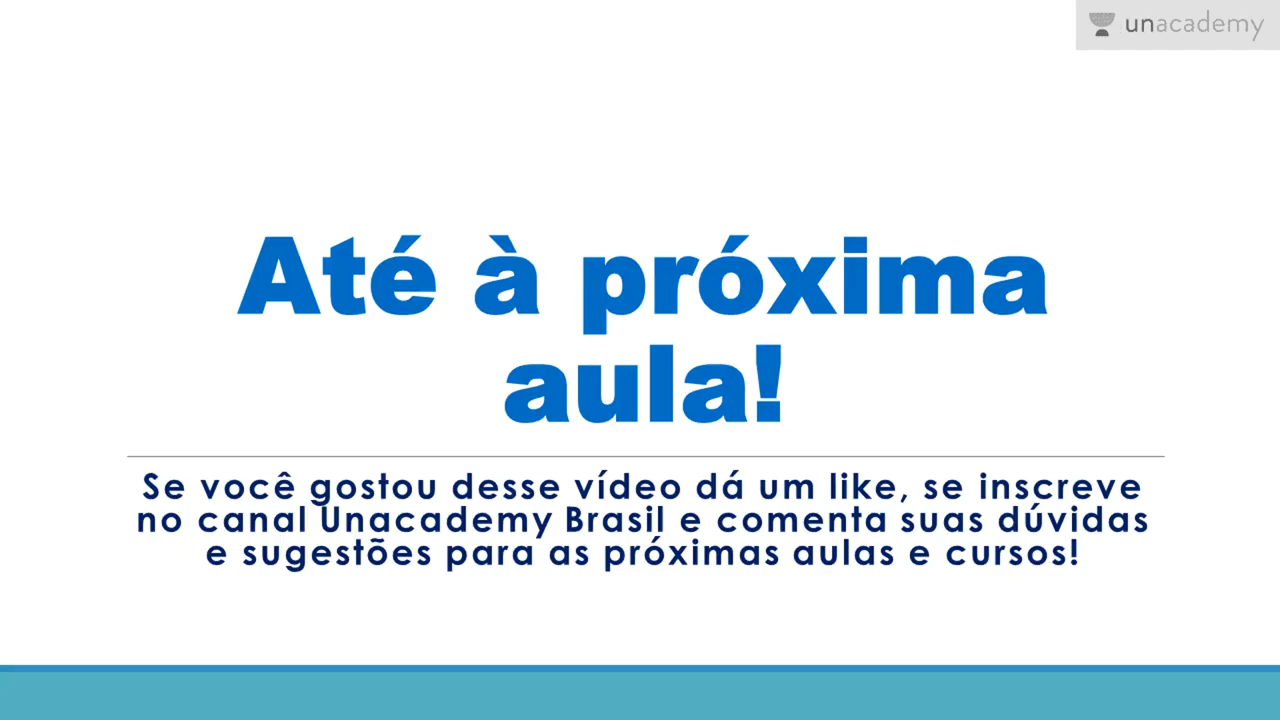 unacademy
Até à próxima
aula!
Se você gostou desse vídeo dá um like, se inscreve
no canal Unacademy Brasil e comenta suas dúvidas
e sugestões para as próximas aulas e cursos!